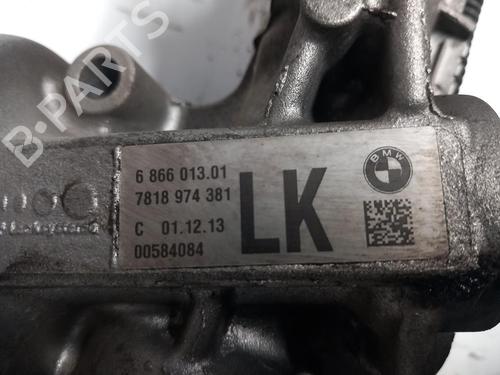 B-PARTS
6 866 013.01
7818 974 381
C 01.12.13
00584084
LK
BMW